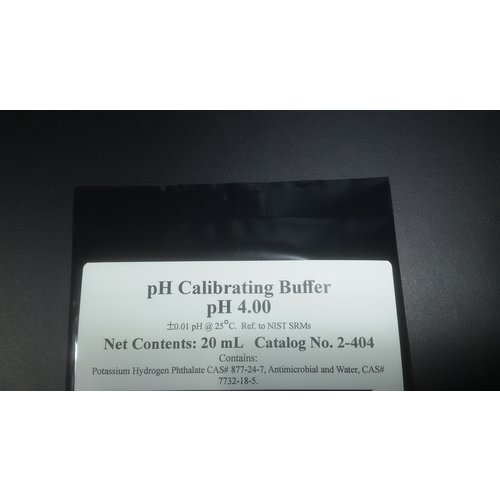 pH Calibrating Buffer
pH 4.00
±0.01 pH @ 25°C. Ref. to NIST SRMs
Net Contents: 20 mL Catalog No. 2-404
Contains:
Potassium Hydrogen Phthalate CAS# 877-24-7, Antimicrobial and Water, CAS#
7732-18-5.